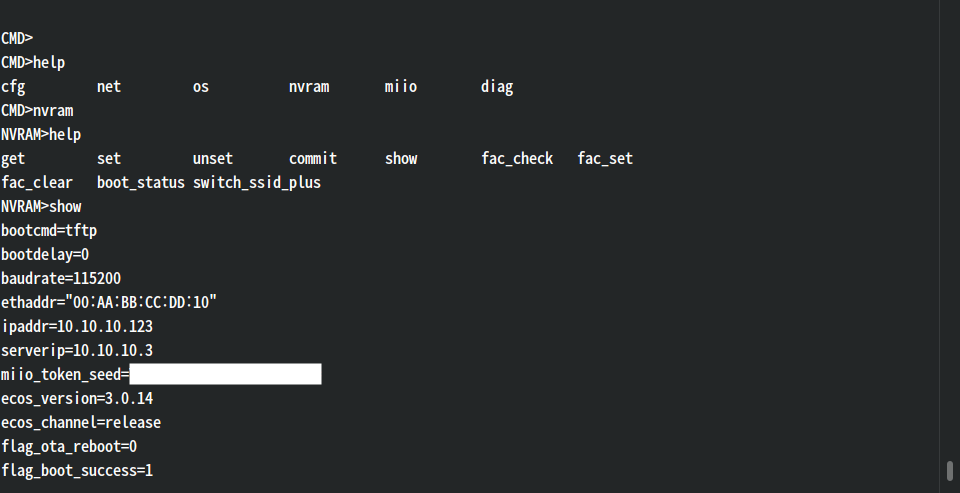 CMD>
CMD>help
cfg net os nvram miio diag
CMD>nvram
NVRAM>help
get set unset commit show fac_check fac_set
fac_clear boot_status switch_ssid_plus
NVRAM>show
bootcmd=tftp
bootdelay=0
baudrate=115200
ethaddr="00:AA:BB:CC:DD:10"
ipaddr=10.10.10.123
serverip=10.10.10.3
miio_token_seed=
ecos_version=3.0.14
ecos_channel=release
flag_ota_reboot=0
flag_boot_success=1